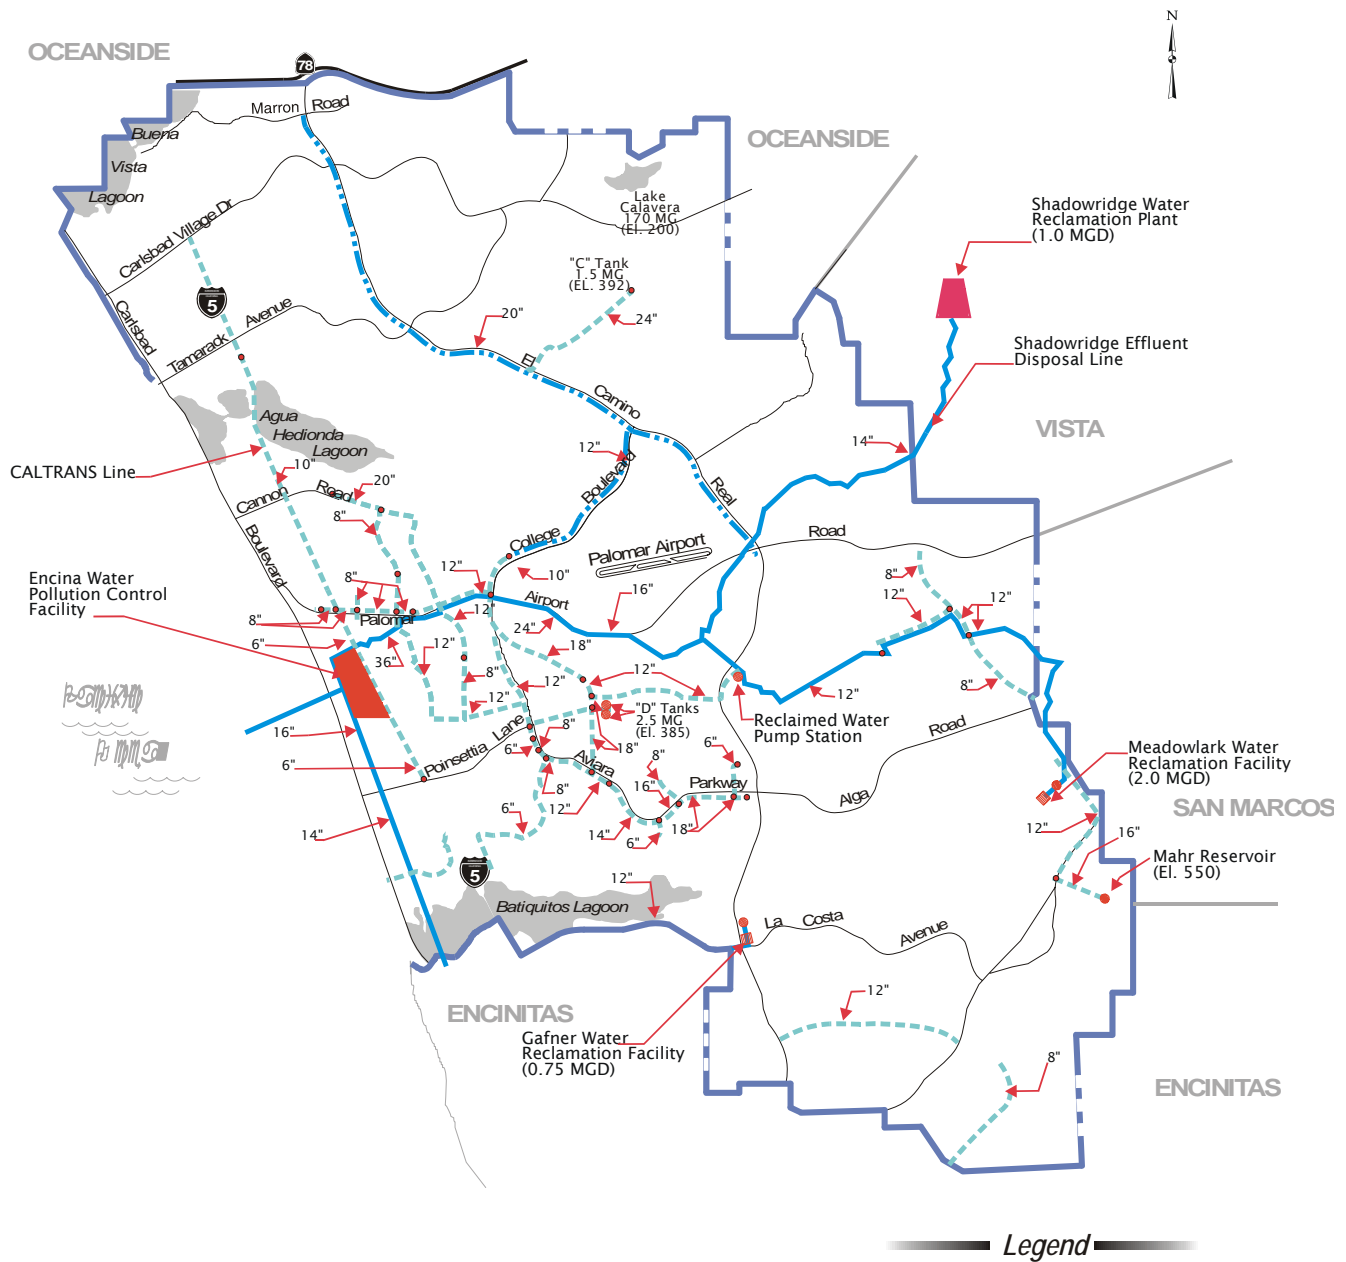 N
OCEANSIDE
78
Marron Road
Buena
Vista
Lagoon
OCEANSIDE
Lake
Calavera
170 MG
(El. 200)
Shadowridge Water
Reclamation Plant
(1.0 MGD)
Carlsbad Village Dr
"C" Tank
1.5 MG
(EL. 392)
5
Carlsbad
Tamarack Avenue
20"
24"
El
Camino
Real
Shadowridge Effluent
Disposal Line
Agua
Hedionda
Lagoon
VISTA
14"
12"
CALTRANS Line
10"
20"
Cannon Road
8"
Boulevard
Boulevard
College
Palomar Airport
Road
Encina Water
Pollution Control
Facility
8"
12"
10"
16"
8"
12"
12"
Airport
Palomar
12"
24"
8"
6"
36"
12"
18"
8"
12"
12"
12"
8"
12"
"D" Tanks
2.5 MG
(El. 385)
Reclaimed Water
Pump Station
Road
16"
6"
Poinsettia Lane
6"
8"
18"
6"
Aviara
8"
Parkway
Alga
Meadowlark Water
Reclamation Facility
(2.0 MGD)
8"
16"
6"
12"
SAN MARCOS
14"
14"
6"
18"
12"
16"
Mahr Reservoir
(El. 550)
5
12"
Batiquitos Lagoon
La Costa
Avenue
ENCINITAS
12"
Gafner Water
Reclamation Facility
(0.75 MGD)
8"
ENCINITAS
Legend